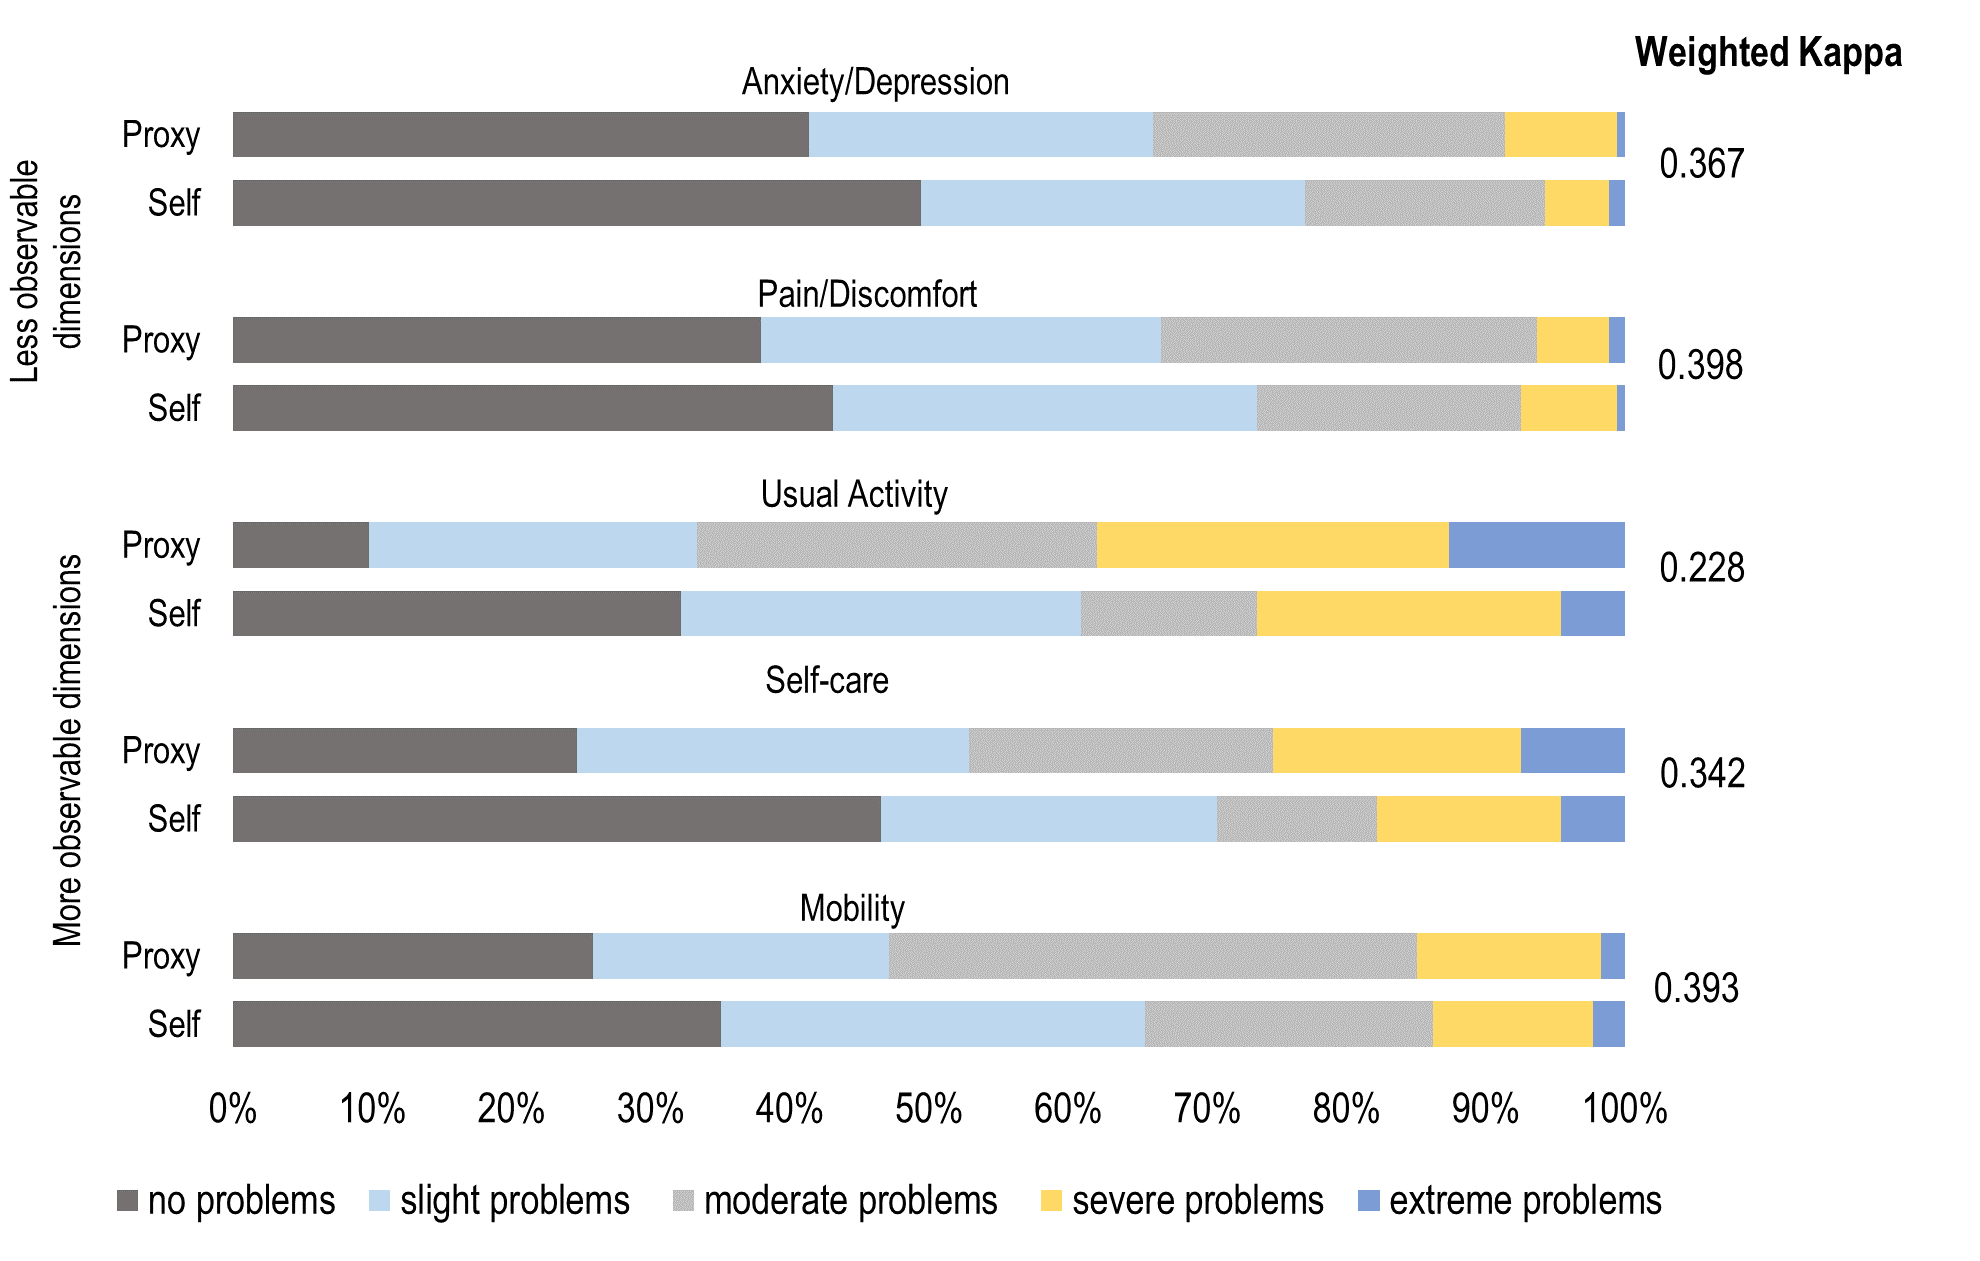 Weighted Kappa
Less observable
dimensions
Anxiety/Depression
Proxy
0.367
Self
Pain/Discomfort
Proxy
0.398
Self
More observable dimensions
Usual Activity
Proxy
0.228
Self
Self-care
Proxy
0.342
Self
Mobility
Proxy
0.393
Self
0% 10% 20% 30% 40% 50% 60% 70% 80% 90% 100%
no problems slight problems moderate problems severe problems extreme problems